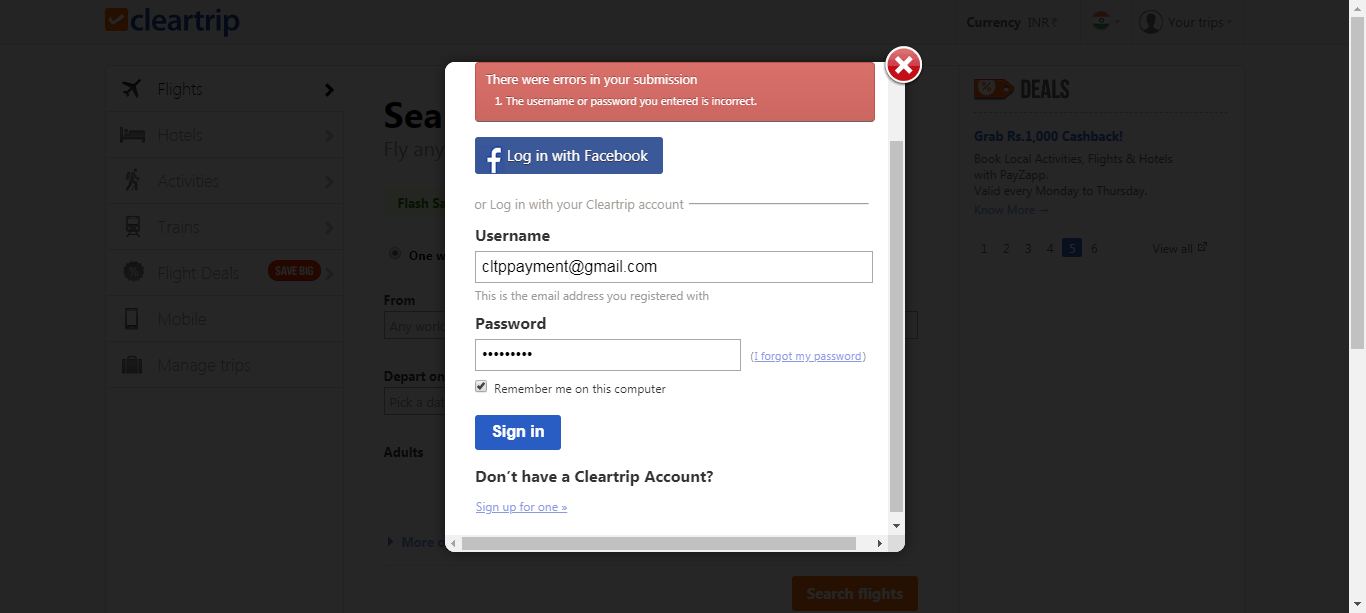 cleartrip
Currency INR
Your trips
Flights
Hotels
Activities
Trains
Flight Deals SAVE BIG
Mobile
Manage trips
Sea
Fly any
Flash Sa
One w
From
Any world
Depart on
Pick a dat
Adults
More o
Search flights
There were errors in your submission
1. The username or password you entered is incorrect.
Log in with Facebook
or Log in with your Cleartrip account
Username
cltppayment@gmail.com
This is the email address you registered with
Password
•••••••••
(I forgot my password)
Remember me on this computer
Sign in
Don't have a Cleartrip Account?
Sign up for one »
% DEALS
Grab Rs.1,000 Cashback!
Book Local Activities, Flights & Hotels
with PayZapp.
Valid every Monday to Thursday.
Know More →
1 2 3 4 5 6 View all